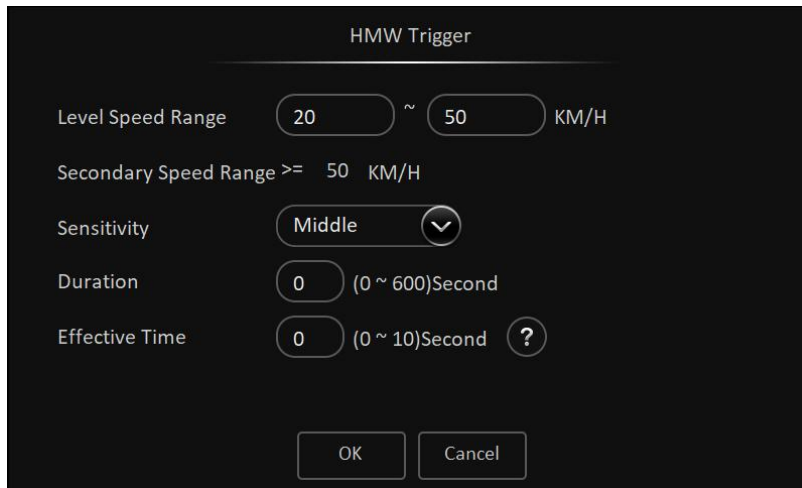 HMW Trigger
Level Speed Range 20 ~ 50 KM/H
Secondary Speed Range >= 50 KM/H
Sensitivity Middle
Duration 0 (0 ~ 600)Second
Effective Time 0 (0 ~ 10)Second ?
OK Cancel